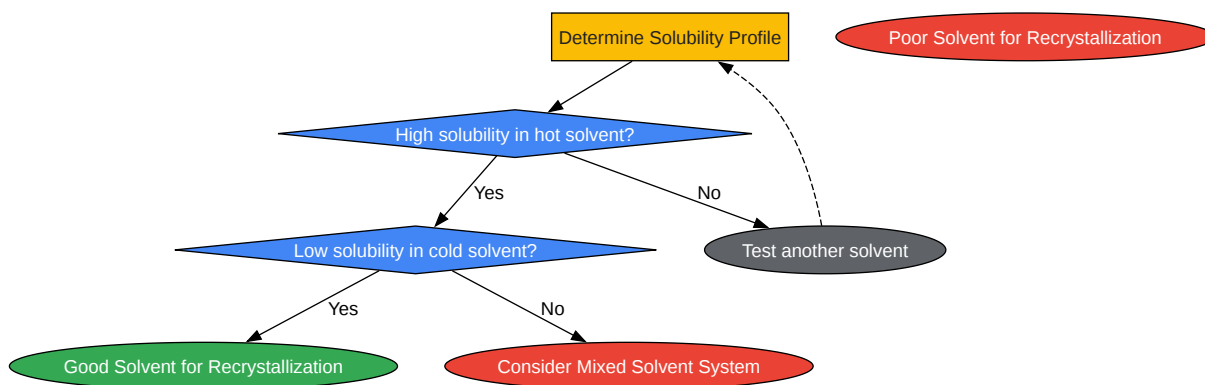 Determine Solubility Profile
Poor Solvent for Recrystallization
High solubility in hot solvent?
Yes
No
Low solubility in cold solvent?
Test another solvent
Yes
No
Good Solvent for Recrystallization
Consider Mixed Solvent System